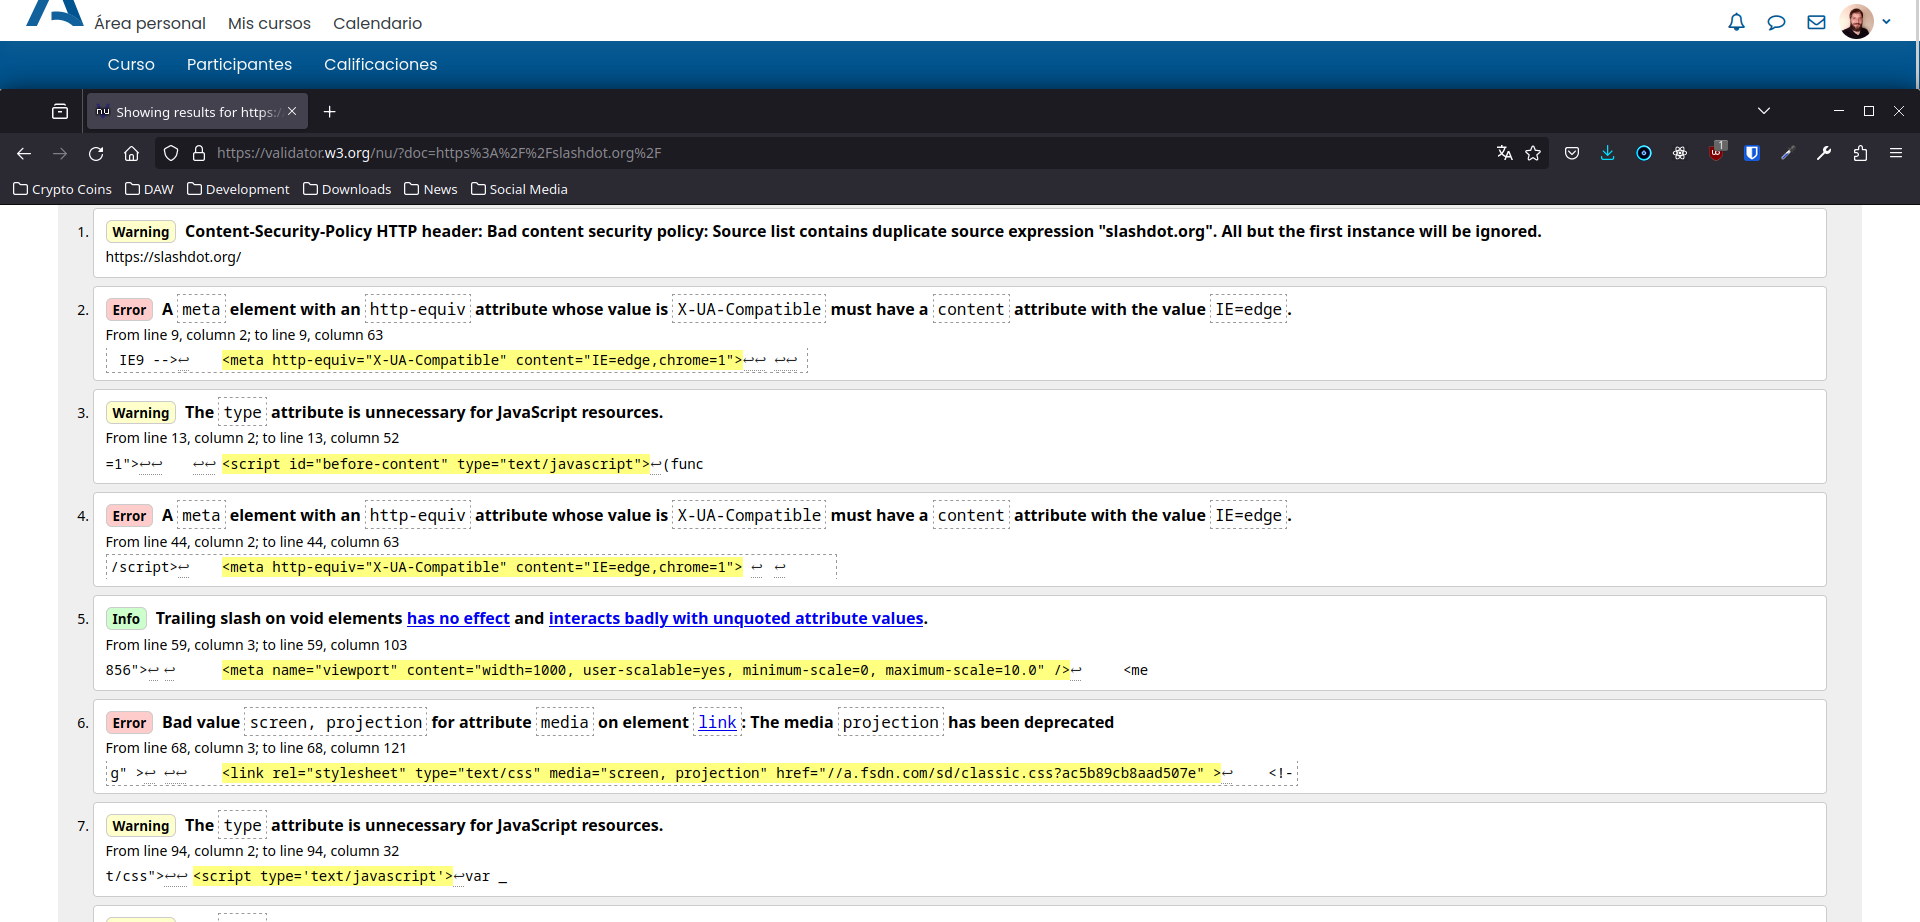 Área personal Mis cursos Calendario
Curso Participantes Calificaciones
nu Showing results for https:/
https://validator.w3.org/nu/?doc=https%3A%2F%2Fslashdot.org%2F
1
Crypto Coins DAW Development Downloads News Social Media
1. Warning Content-Security-Policy HTTP header: Bad content security policy: Source list contains duplicate source expression "slashdot.org". All but the first instance will be ignored.
https://slashdot.org/
2. Error A meta element with an http-equiv attribute whose value is X-UA-Compatible must have a content attribute with the value IE=edge.
From line 9, column 2; to line 9, column 63
IE9 -->↩ <meta http-equiv="X-UA-Compatible" content="IE=edge,chrome=1">↩↩ ↩↩
3. Warning The type attribute is unnecessary for JavaScript resources.
From line 13, column 2; to line 13, column 52
=1">↩↩ ↩↩ <script id="before-content" type="text/javascript">↩(func
4. Error A meta element with an http-equiv attribute whose value is X-UA-Compatible must have a content attribute with the value IE=edge.
From line 44, column 2; to line 44, column 63
/script>↩ <meta http-equiv="X-UA-Compatible" content="IE=edge,chrome=1"> ↩ ↩
5. Info Trailing slash on void elements has no effect and interacts badly with unquoted attribute values.
From line 59, column 3; to line 59, column 103
856">↩ ↩ <meta name="viewport" content="width=1000, user-scalable=yes, minimum-scale=0, maximum-scale=10.0" />↩ <me
6. Error Bad value screen, projection for attribute media on element link: The media projection has been deprecated
From line 68, column 3; to line 68, column 121
g" >↩ ↩↩ <link rel="stylesheet" type="text/css" media="screen, projection" href="//a.fsdn.com/sd/classic.css?ac5b89cb8aad507e" >↩ <!-
7. Warning The type attribute is unnecessary for JavaScript resources.
From line 94, column 2; to line 94, column 32
t/css">↩↩ <script type='text/javascript'>↩var _